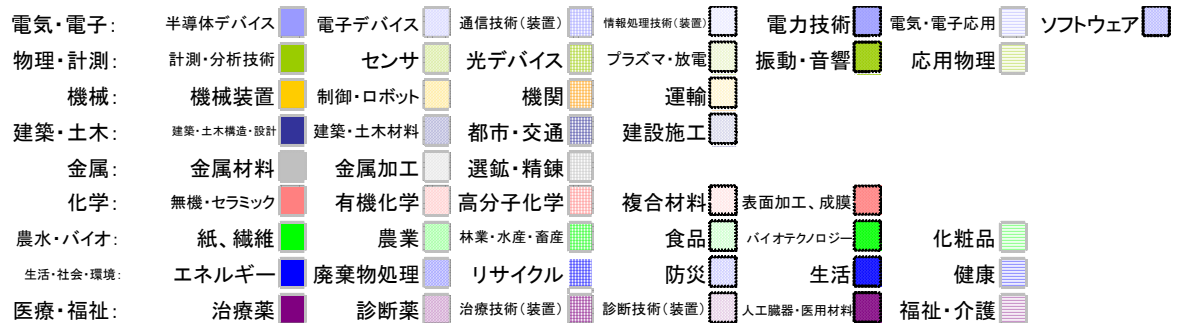 電気・電子: 半導体デバイス 電子デバイス 通信技術(装置) 情報処理技術(装置) 電力技術 電気・電子応用 ソフトウェア
物理・計測: 計測・分析技術 センサ 光デバイス プラズマ・放電 振動・音響 応用物理
機械: 機械装置 制御・ロボット 機関 運輸
建築・土木: 建築・土木構造・設計 建築・土木材料 都市・交通 建設施工
金属: 金属材料 金属加工 選鉱・精錬
化学: 無機・セラミック 有機化学 高分子化学 複合材料 表面加工、成膜
農水・バイオ: 紙、繊維 農業 林業・水産・畜産 食品 バイオテクノロジー 化粧品
生活・社会・環境: エネルギー 廃棄物処理 リサイクル 防災 生活 健康
医療・福祉: 治療薬 診断薬 治療技術(装置) 診断技術(装置) 人工臓器・医用材料 福祉・介護